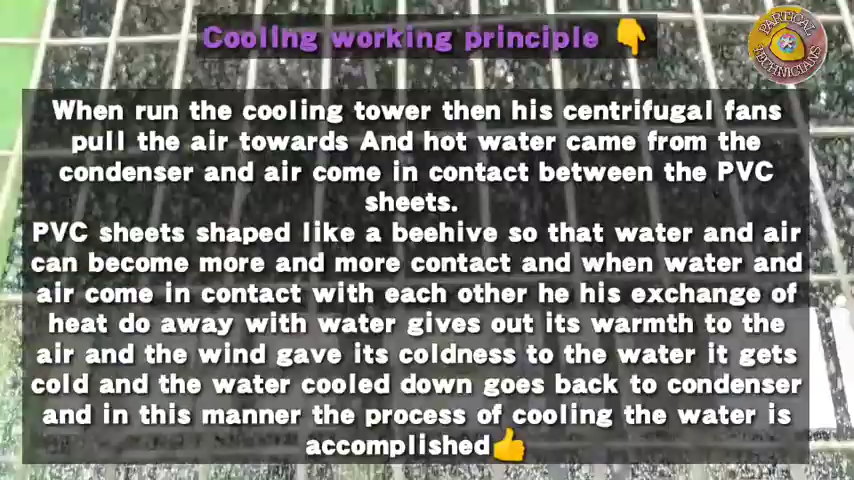 Cooling working principle 👇
PARTICAL
TECHNICIANS
When run the cooling tower then his centrifugal fans
pull the air towards And hot water came from the
condenser and air come in contact between the PVC
sheets.
PVC sheets shaped like a beehive so that water and air
can become more and more contact and when water and
air come in contact with each other he his exchange of
heat do away with water gives out its warmth to the
air and the wind gave its coldness to the water it gets
cold and the water cooled down goes back to condenser
and in this manner the process of cooling the water is
accomplished👍